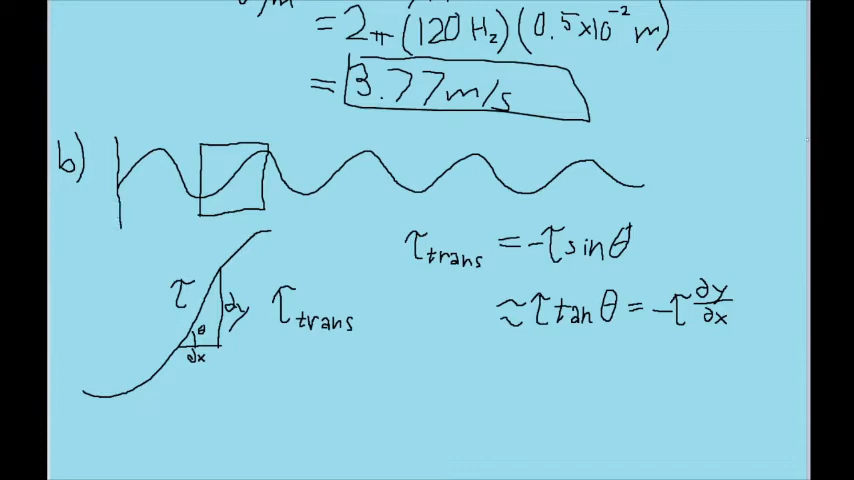 = 2π (120 Hz)(0.5×10⁻² m)
= 3.77 m/s
b)
τ_trans = -τ sin θ
τ θ dy dx τ_trans
≈ τ tan θ = -τ ∂y/∂x